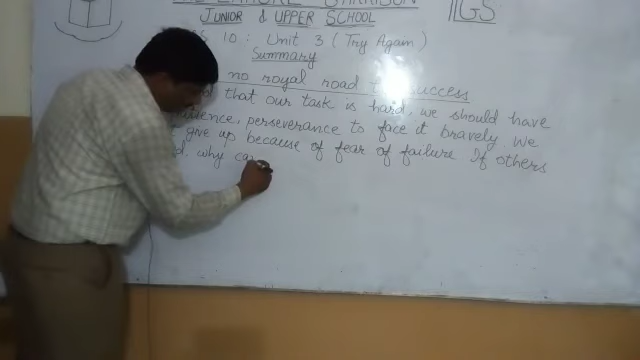 LAHORE GARRISON
JUNIOR & UPPER SCHOOL
LGS
10: Unit 3 (Try Again)
Summary
no royal road success
that our task is hard, we should have
perseverance to face it bravely. We
give up because of fear of failure If others
why ca